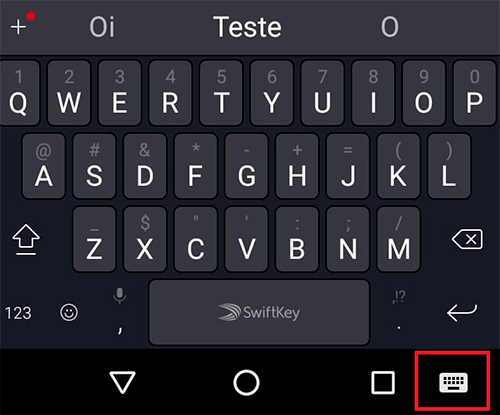 + Oi Teste O
1 2 3 4 5 6 7 8 9 0
Q W E R T Y U I O P
@ # & * - + = ( )
A S D F G H J K L
_ $ " ' : ; /
Z X C V B N M
123 , SwiftKey ,!? .